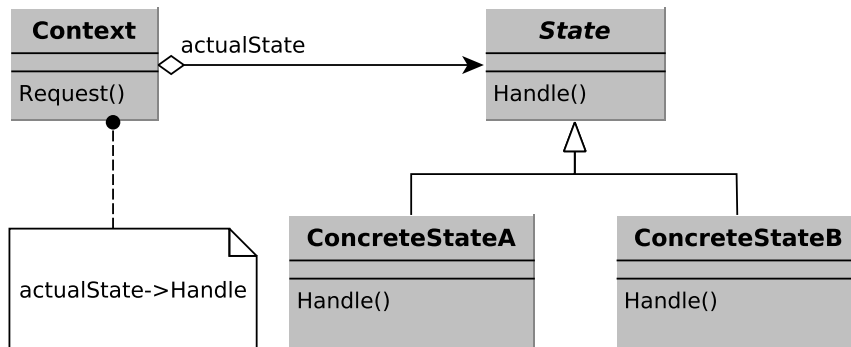 Context
actualState
State
Request()
Handle()
actualState->Handle
ConcreteStateA
ConcreteStateB
Handle()
Handle()